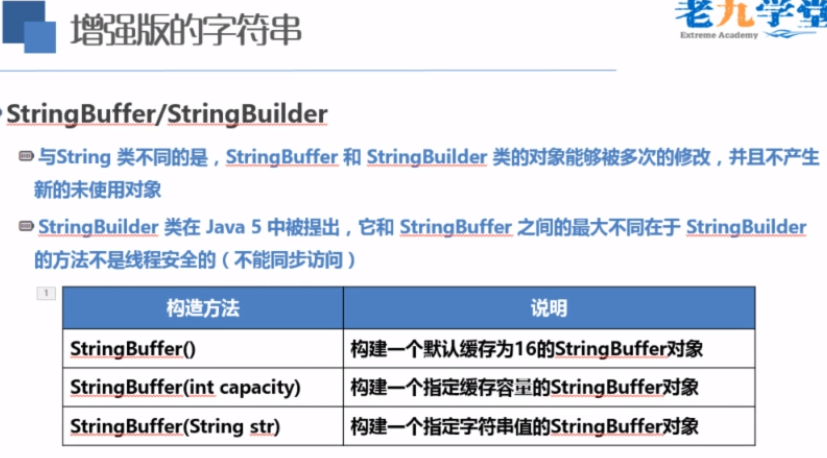 增强版的字符串
老九学堂
Extreme Academy
StringBuffer/StringBuilder
与String 类不同的是，StringBuffer 和 StringBuilder 类的对象能够被多次的修改，并且不产生
新的未使用对象
StringBuilder 类在 Java 5 中被提出，它和 StringBuffer 之间的最大不同在于 StringBuilder
的方法不是线程安全的（不能同步访问）
1
构造方法 说明
StringBuffer() 构建一个默认缓存为16的StringBuffer对象
StringBuffer(int capacity) 构建一个指定缓存容量的StringBuffer对象
StringBuffer(String str) 构建一个指定字符串值的StringBuffer对象